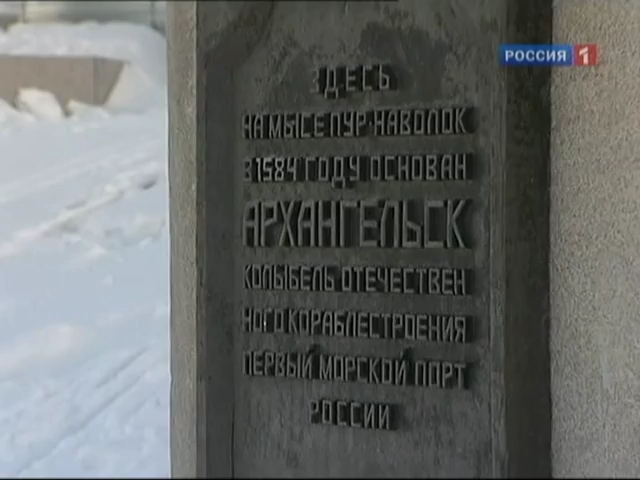 РОССИЯ 1
ЗДЕСЬ
НА МЫСЕ ПУР-НАВОЛОК
В 1584 ГОДУ ОСНОВАН
АРХАНГЕЛЬСК
КОЛЫБЕЛЬ ОТЕЧЕСТВЕН
НОГО КОРАБЛЕСТРОЕНИЯ
ПЕРВЫЙ МОРСКОЙ ПОРТ
РОССИИ